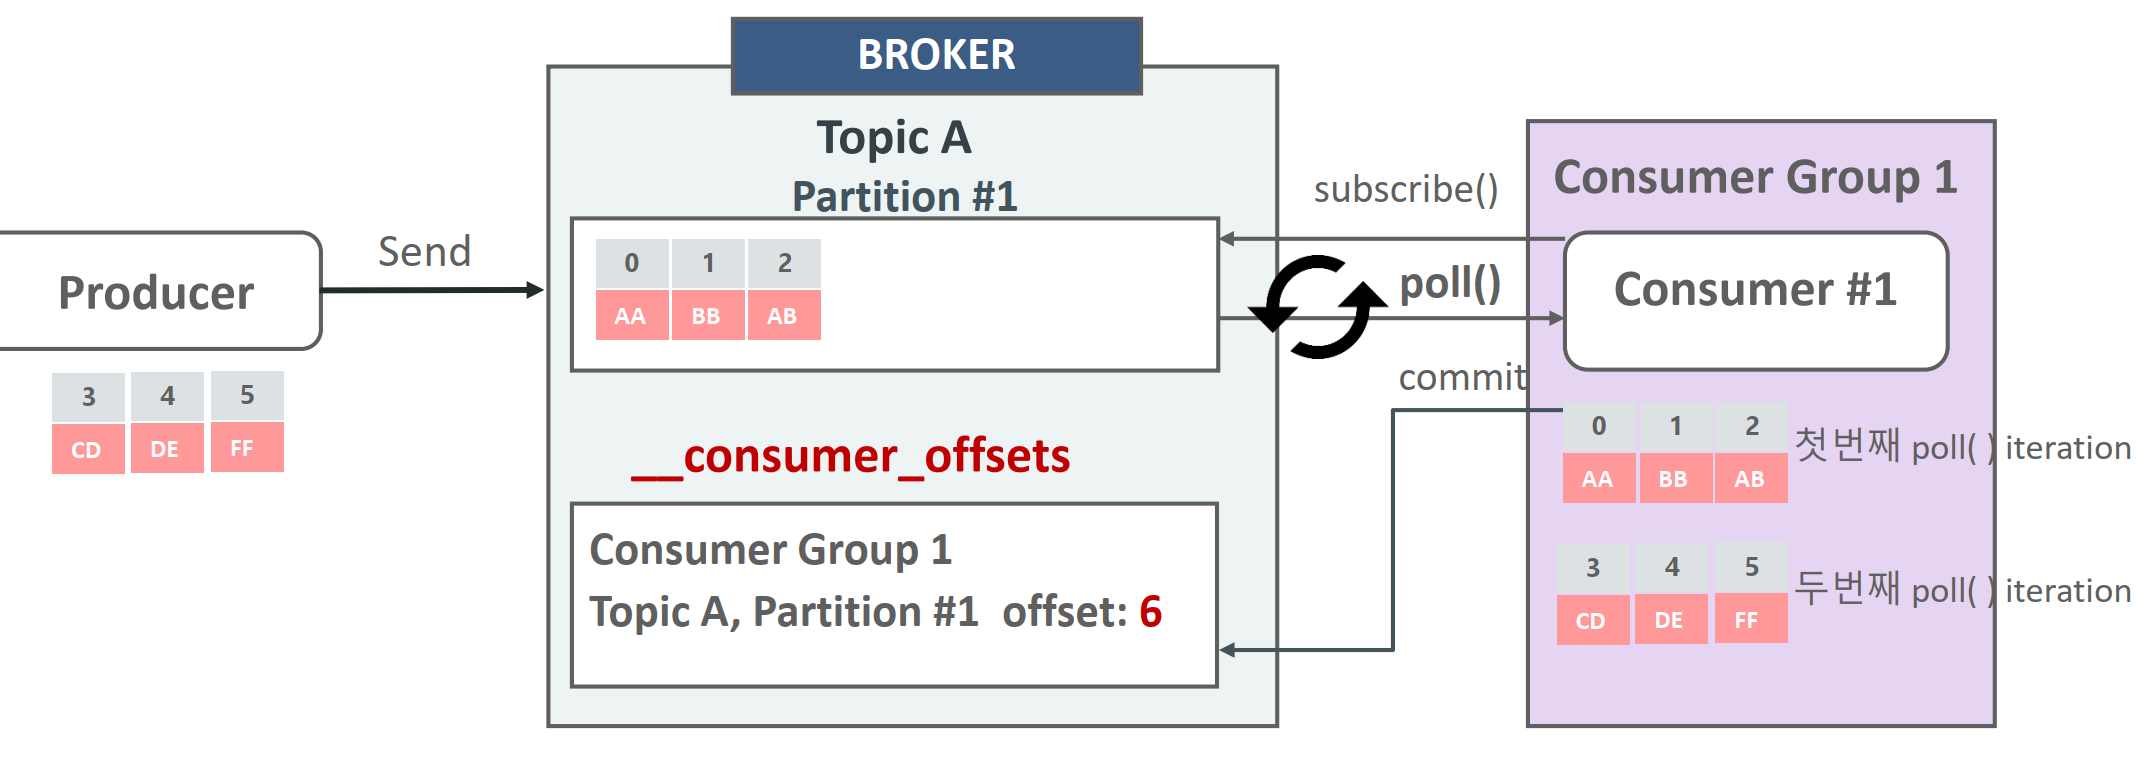 BROKER
Topic A
Partition #1
Producer
Send
3 4 5
CD DE FF
0 1 2
AA BB AB
__consumer_offsets
Consumer Group 1
Topic A, Partition #1 offset: 6
subscribe()
poll()
commit
Consumer Group 1
Consumer #1
0 1 2
AA BB AB
첫번째 poll( ) iteration
3 4 5
CD DE FF
두번째 poll( ) iteration